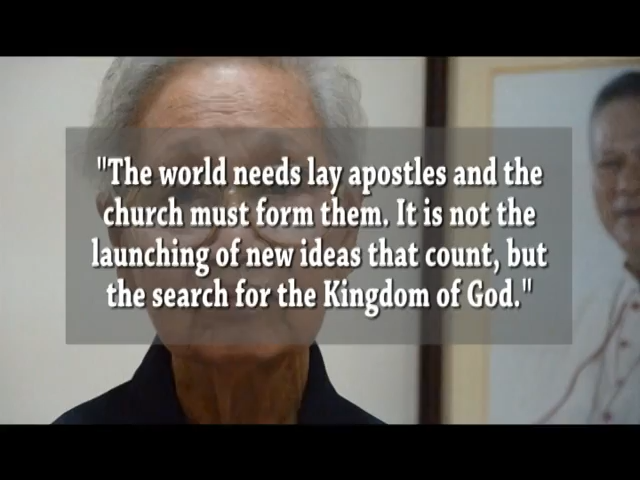 "The world needs lay apostles and the
church must form them. It is not the
launching of new ideas that count, but
the search for the Kingdom of God."